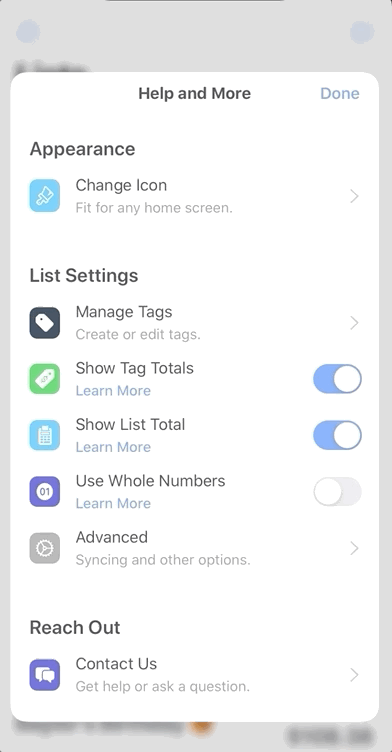 Help and More
Done
Appearance
Change Icon
Fit for any home screen.
List Settings
Manage Tags
Create or edit tags.
Show Tag Totals
Learn More
Show List Total
Learn More
Use Whole Numbers
01
Learn More
Advanced
Syncing and other options.
Reach Out
Contact Us
Get help or ask a question.